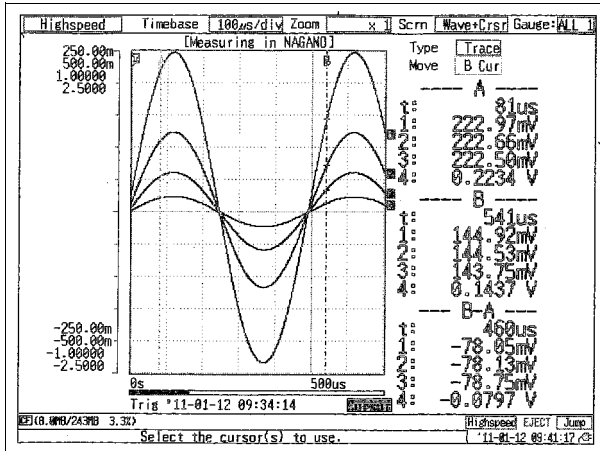 Highspeed Timebase 100us/div Zoom x 1 Scrn Wave+Crsr Gauge:ALL 1
[Measuring in NAGANO]
250.00m
500.00m
1.00000
2.5000
-250.00m
-500.00m
-1.00000
-2.5000
0s 500us
Trig '11-01-12 09:34:14
Type Trace
Move B Cur
A
t: 81us
1: 222.97mV
2: 222.66mV
3: 222.50mV
4: 0.2234 V
B
t: 541us
1: 144.92mV
2: 144.53mV
3: 143.75mV
4: 0.1437 V
B-A
t: 460us
1: -78.05mV
2: -78.13mV
3: -78.75mV
4: -0.0797 V
CF(8.0MB/243MB 3.3%) Highspeed EJECT Jump
Select the cursor(s) to use. '11-01-12 09:41:17